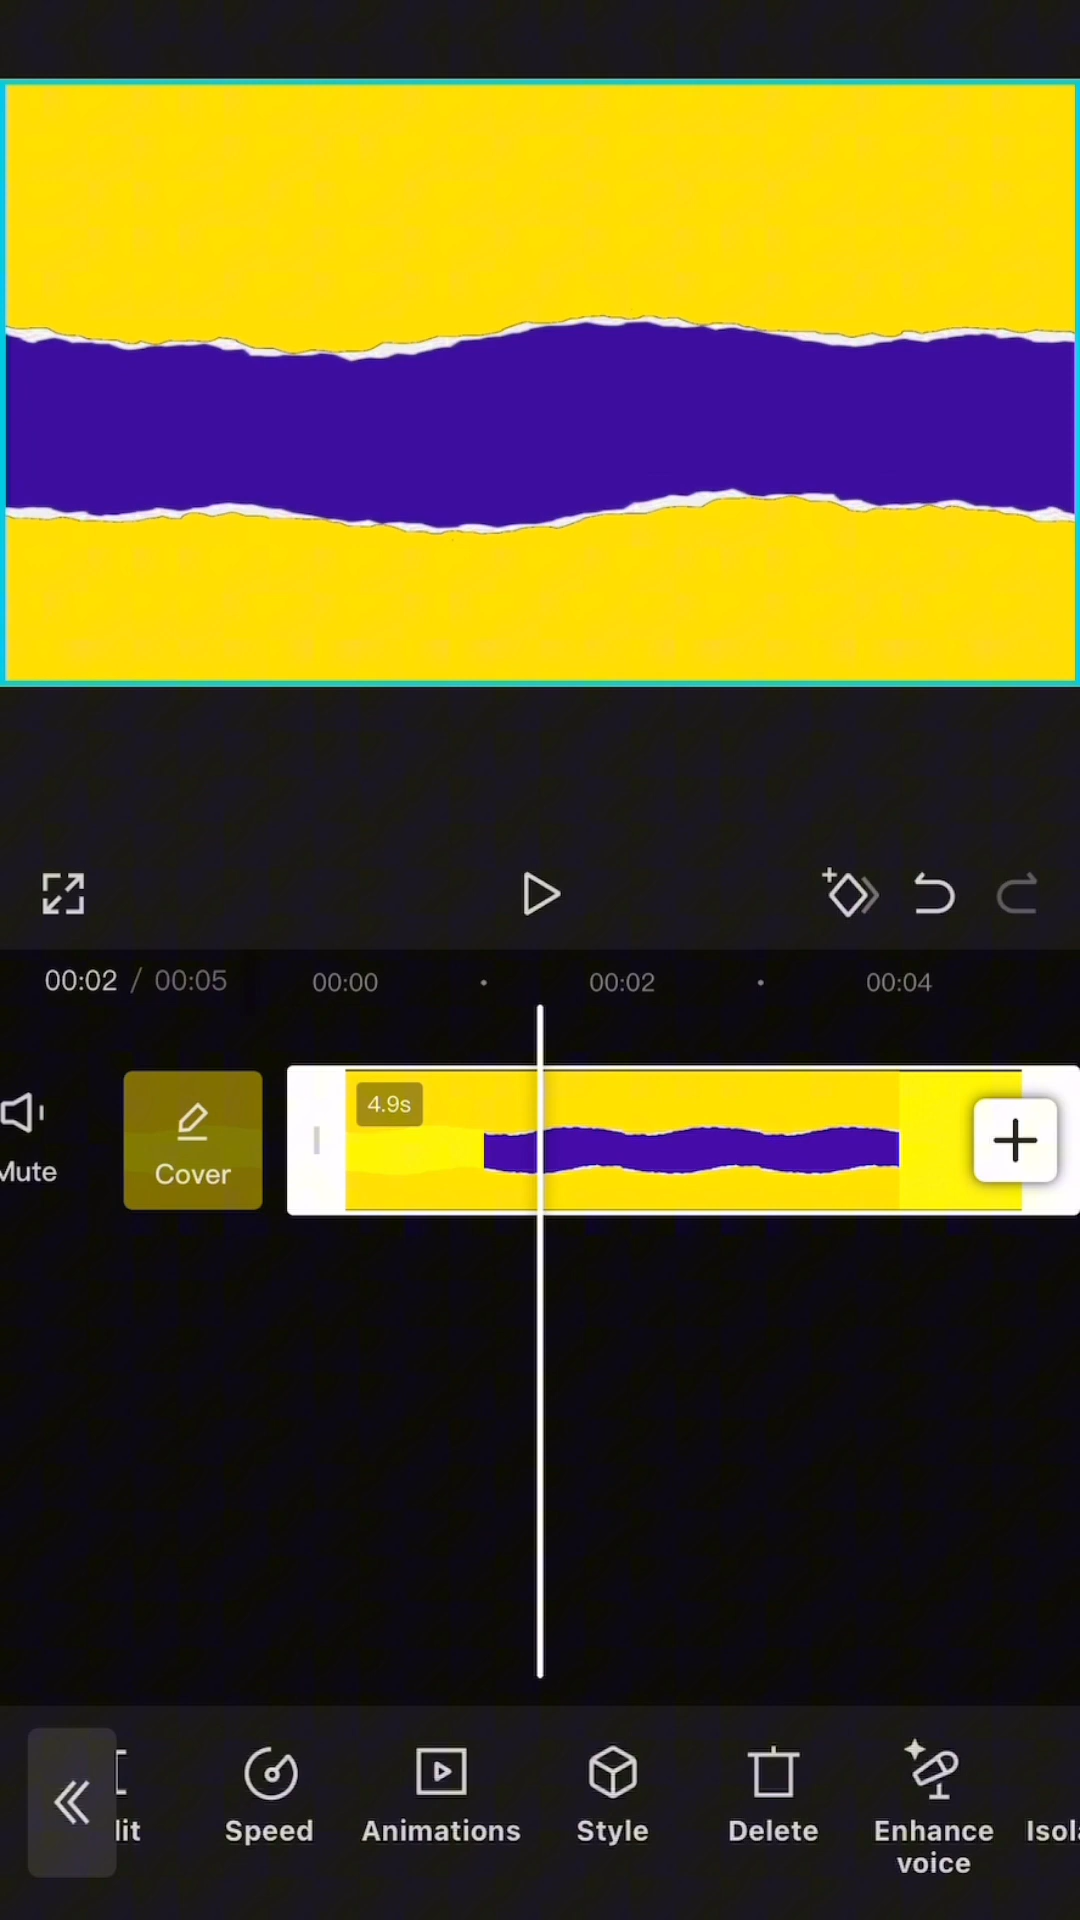 00:02 / 00:05 00:00 00:02 00:04
4.9s
Mute
Cover
lit
Speed
Animations
Style
Delete
Enhance
voice
Isola